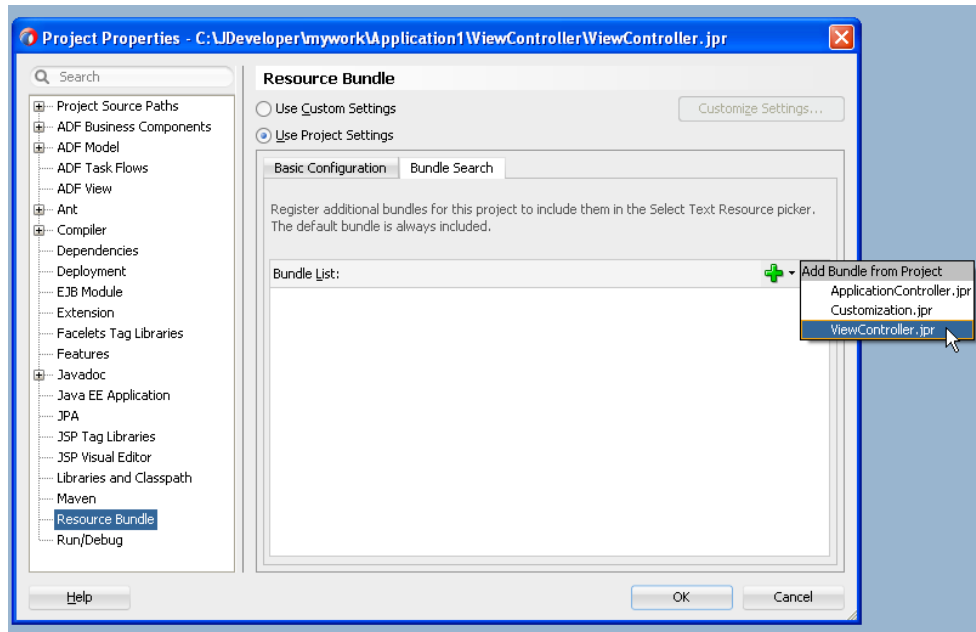 Project Properties - C:\JDeveloper\mywork\Application1\ViewController\ViewController.jpr
Search
Project Source Paths
ADF Business Components
ADF Model
ADF Task Flows
ADF View
Ant
Compiler
Dependencies
Deployment
EJB Module
Extension
Facelets Tag Libraries
Features
Javadoc
Java EE Application
JPA
JSP Tag Libraries
JSP Visual Editor
Libraries and Classpath
Maven
Resource Bundle
Run/Debug
Resource Bundle
Use Custom Settings
Customize Settings...
Use Project Settings
Basic Configuration
Bundle Search
Register additional bundles for this project to include them in the Select Text Resource picker.
The default bundle is always included.
Bundle List:
Add Bundle from Project
ApplicationController.jpr
Customization.jpr
ViewController.jpr
Help
OK
Cancel